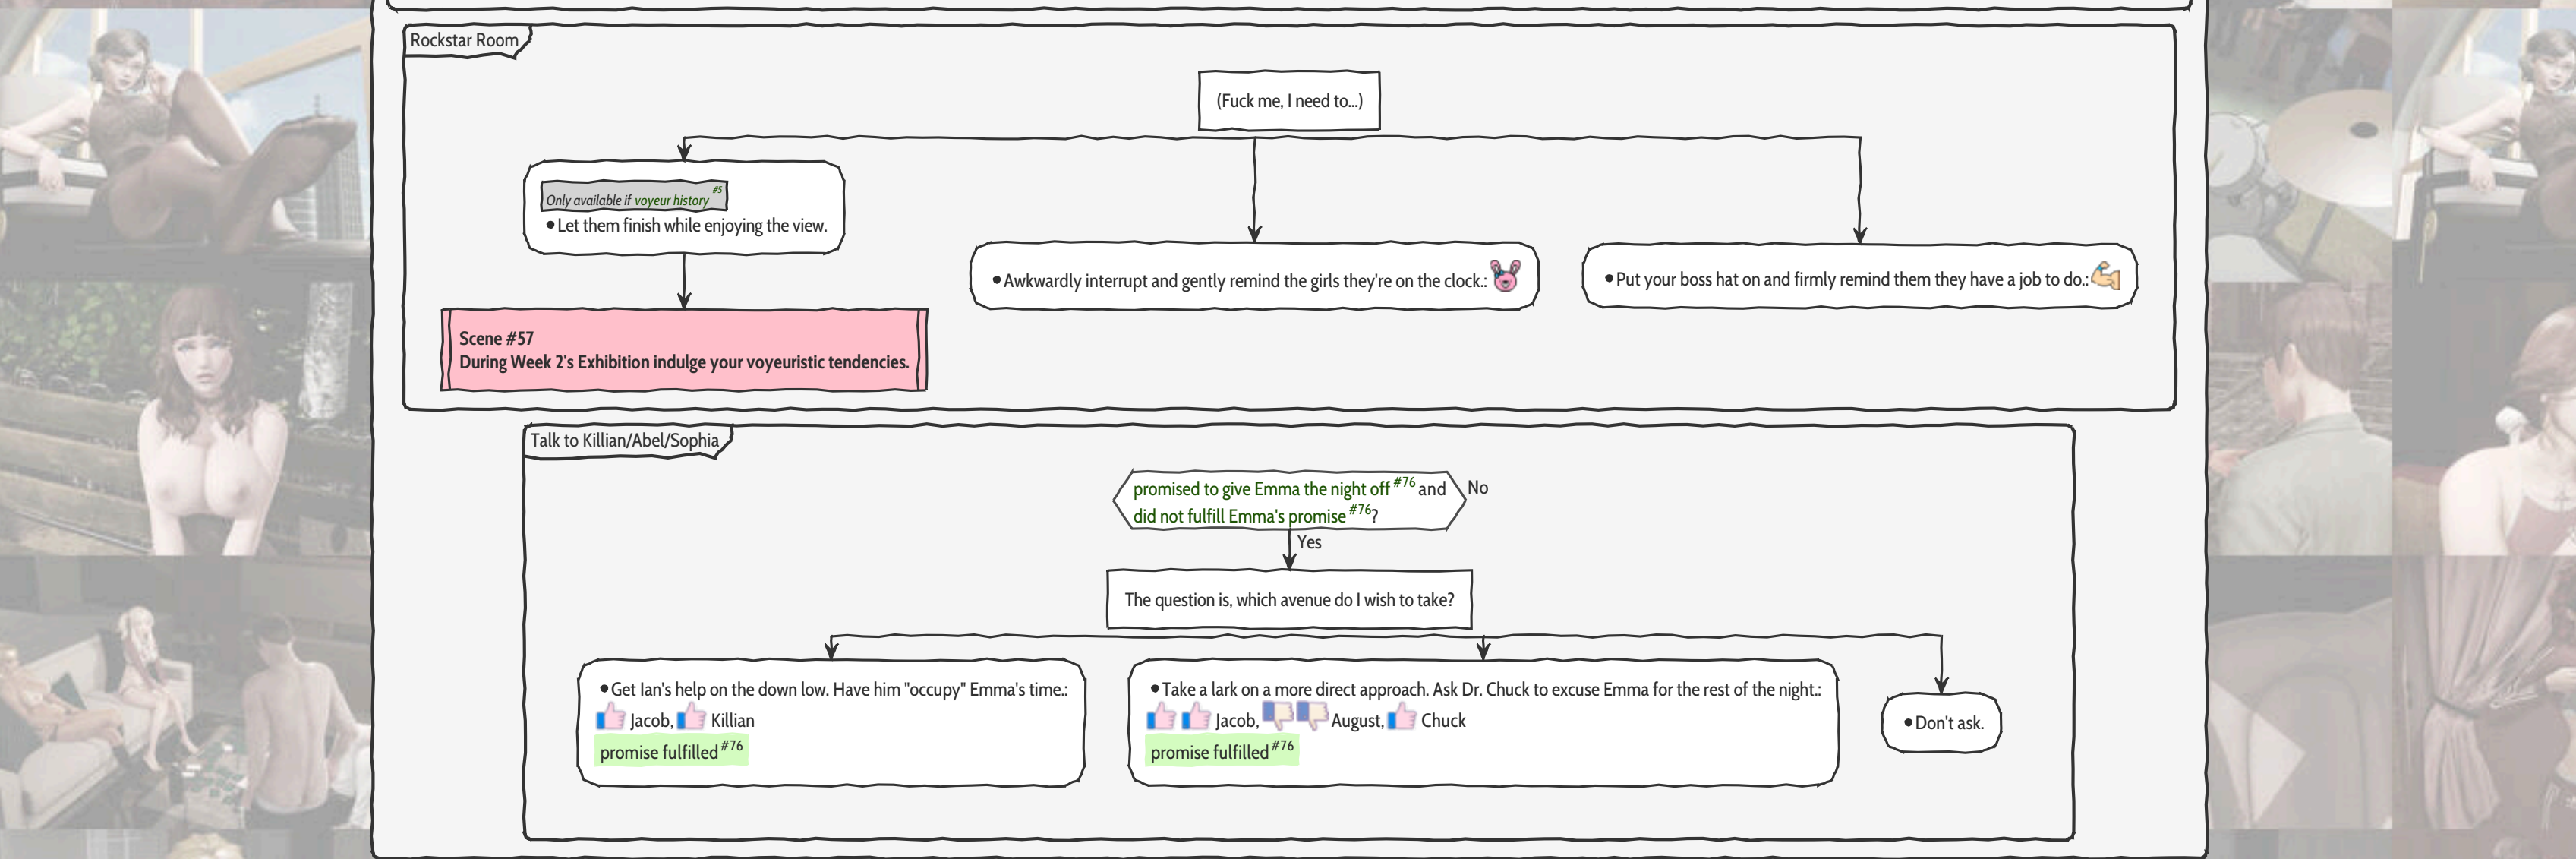 Rockstar Room
(Fuck me, I need to...)
#5
Only available if voyeur history
•Let them finish while enjoying the view.
•Awkwardly interrupt and gently remind the girls they're on the clock.:
•Put your boss hat on and firmly remind them they have a job to do.:
Scene #57
During Week 2's Exhibition indulge your voyeuristic tendencies.
Talk to Killian/Abel/Sophia
promised to give Emma the night off #76 and
did not fulfill Emma's promise #76?
No
Yes
The question is, which avenue do I wish to take?
•Get Ian's help on the down low. Have him "occupy" Emma's time.:
Jacob, Killian
promise fulfilled #76
•Take a lark on a more direct approach. Ask Dr. Chuck to excuse Emma for the rest of the night.:
Jacob, August, Chuck
promise fulfilled #76
•Don't ask.